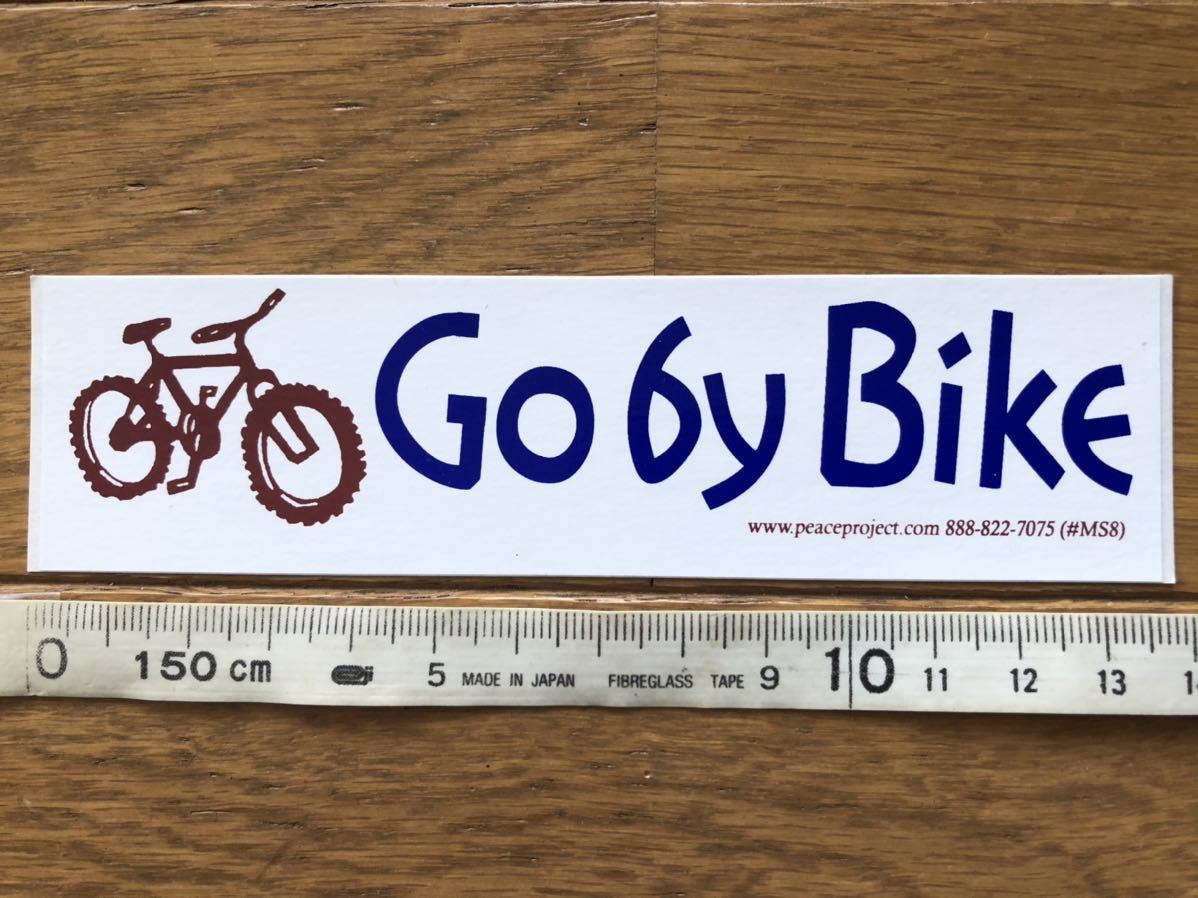 Go by Bike
www.peaceproject.com 888-822-7075 (#MS8)
0 150 cm 5 MADE IN JAPAN FIBREGLASS TAPE 9 10 11 12 13